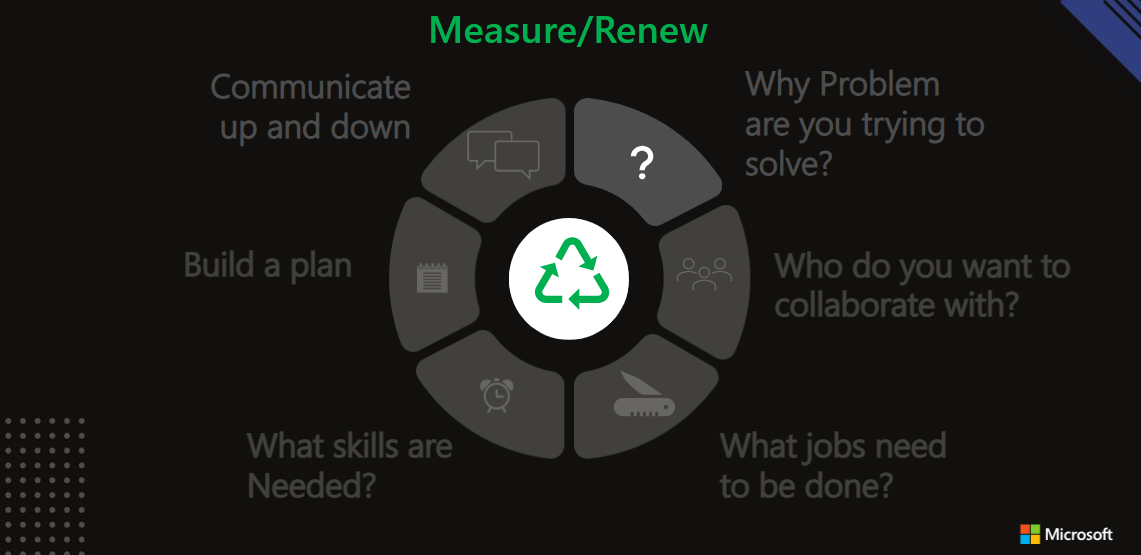 Measure/Renew
Communicate
up and down
Why Problem
are you trying to
solve?
?
Build a plan
Who do you want to
collaborate with?
What skills are
Needed?
What jobs need
to be done?
Microsoft